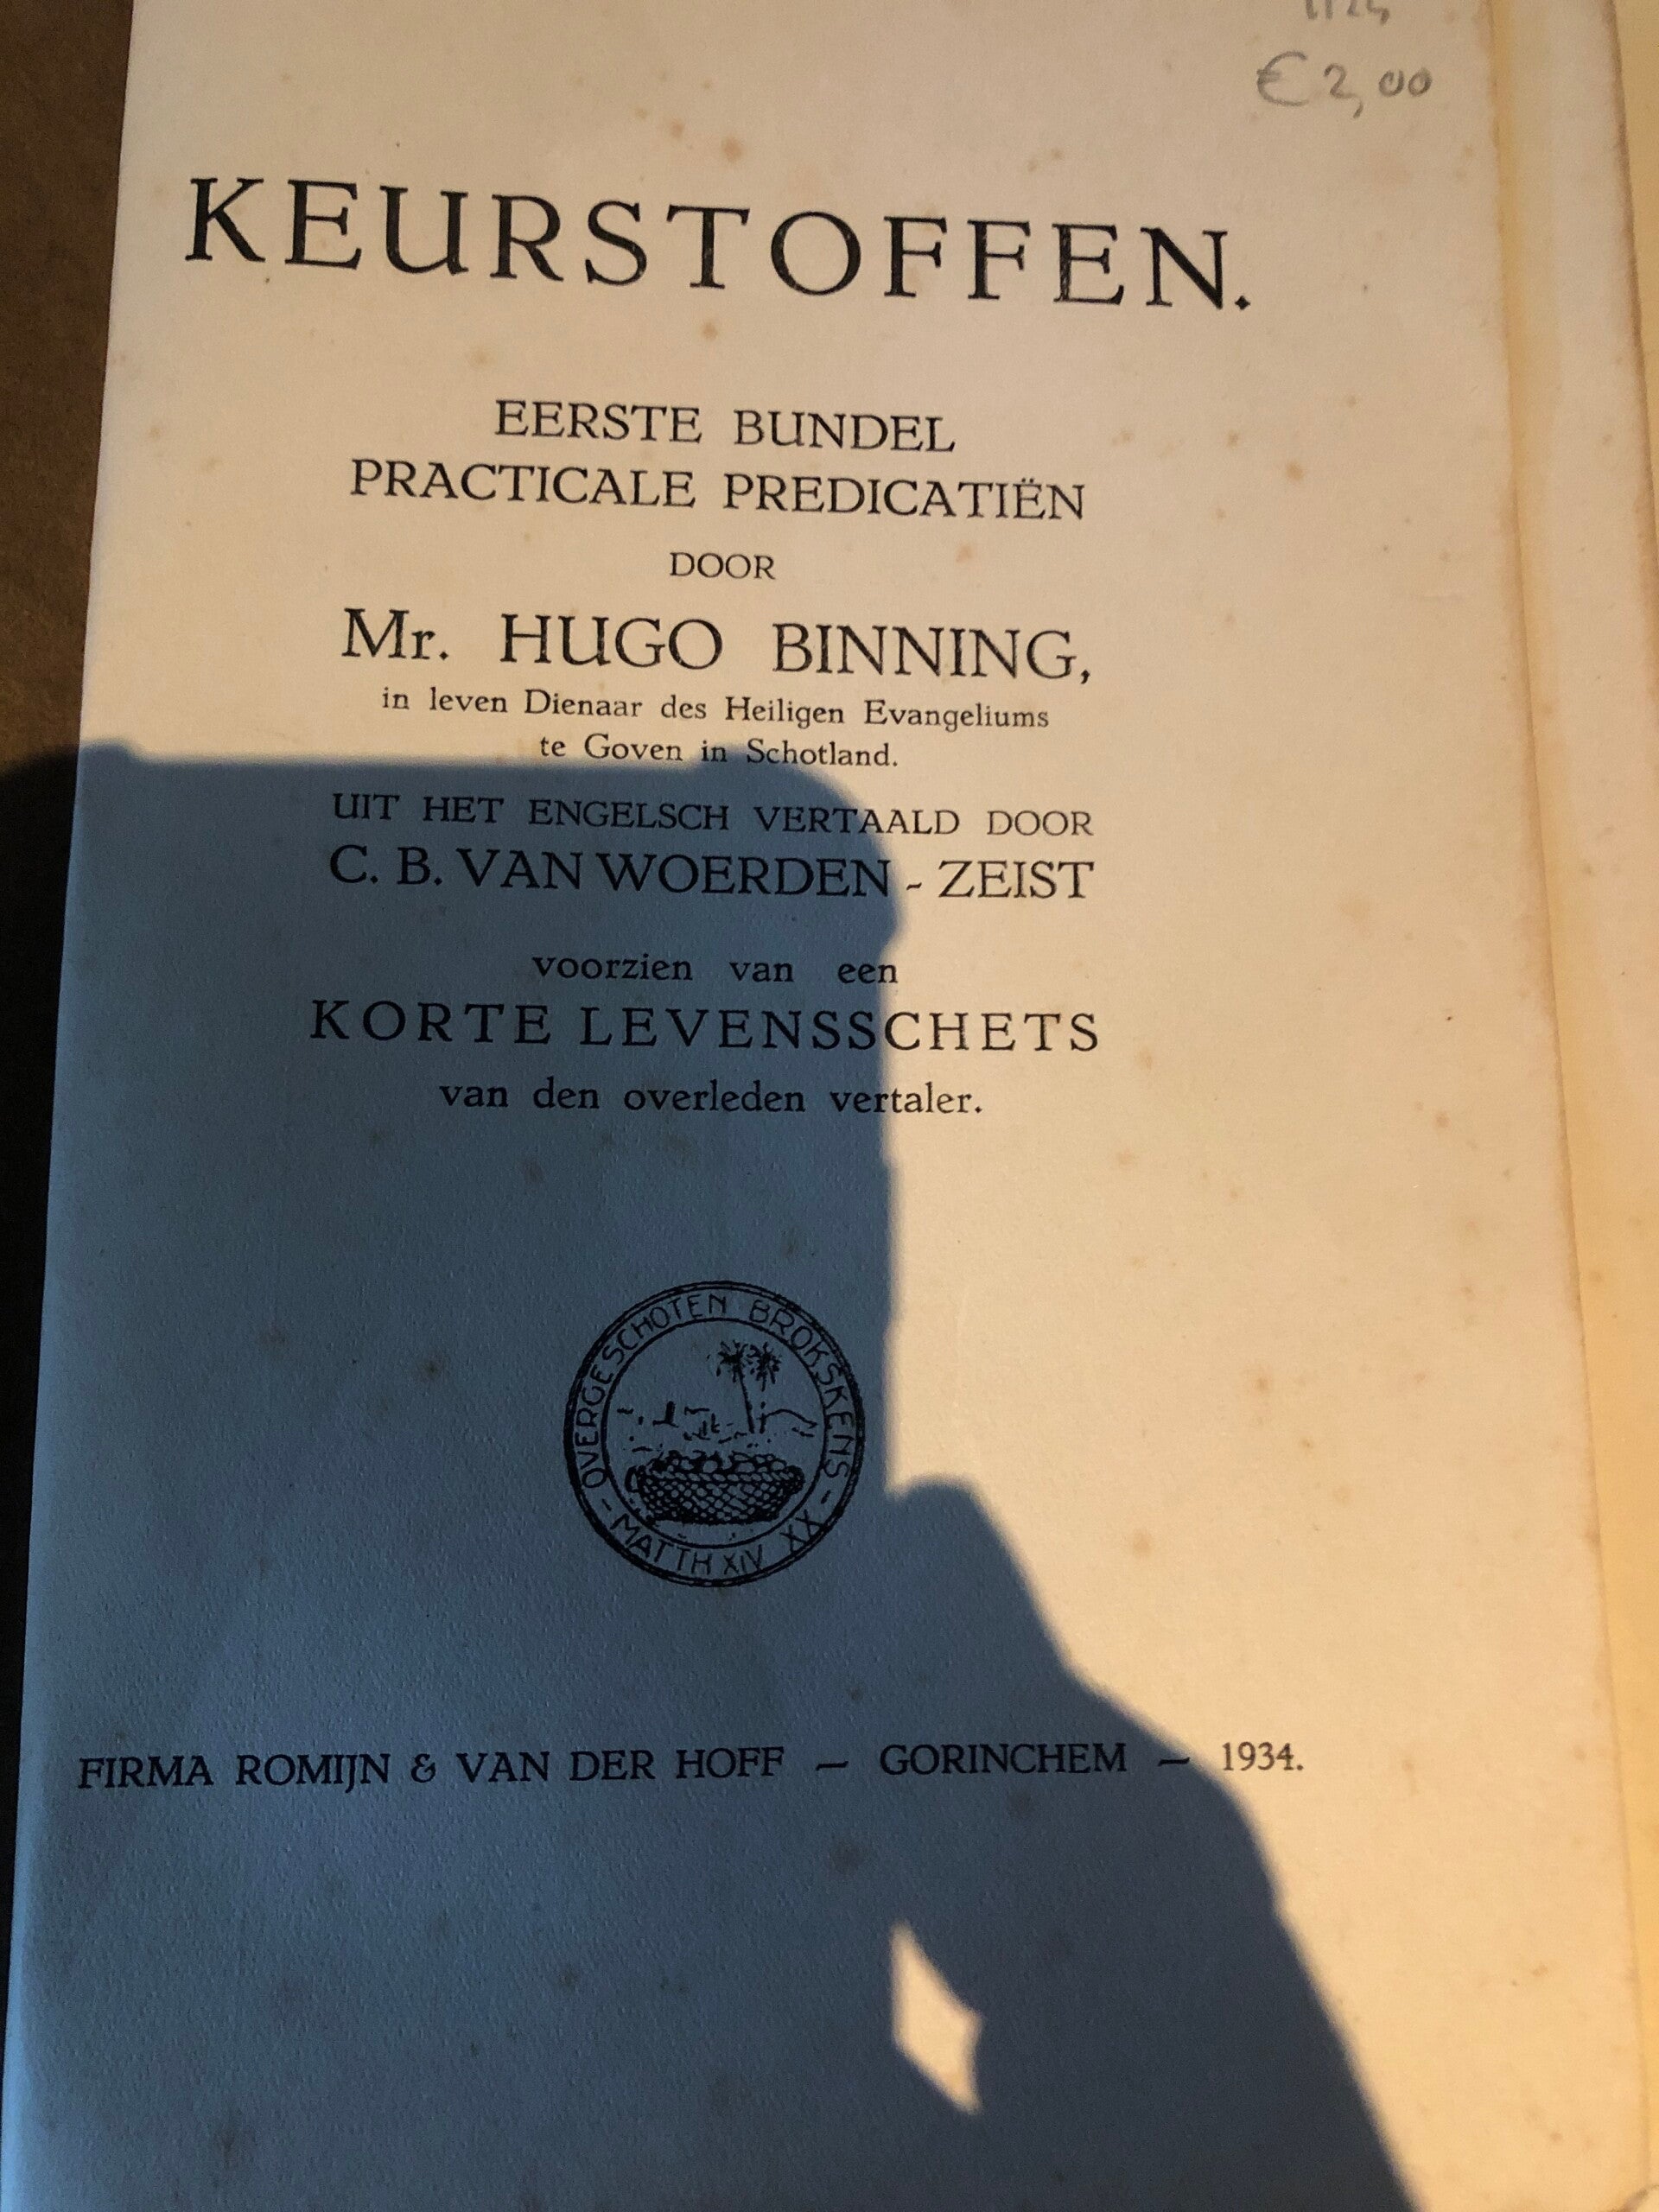 €2,00
KEURSTOFFEN.
EERSTE BUNDEL
PRACTICALE PREDICATIËN
DOOR
Mr. HUGO BINNING,
in leven Dienaar des Heiligen Evangeliums
te Goven in Schotland.
UIT HET ENGELSCH VERTAALD DOOR
C. B. VAN WOERDEN - ZEIST
voorzien van een
KORTE LEVENSSCHETS
van den overleden vertaler.
OVERGESCHOTEN BROKSKENS -
- MATTH XIV XX
FIRMA ROMIJN & VAN DER HOFF — GORINCHEM — 1934.